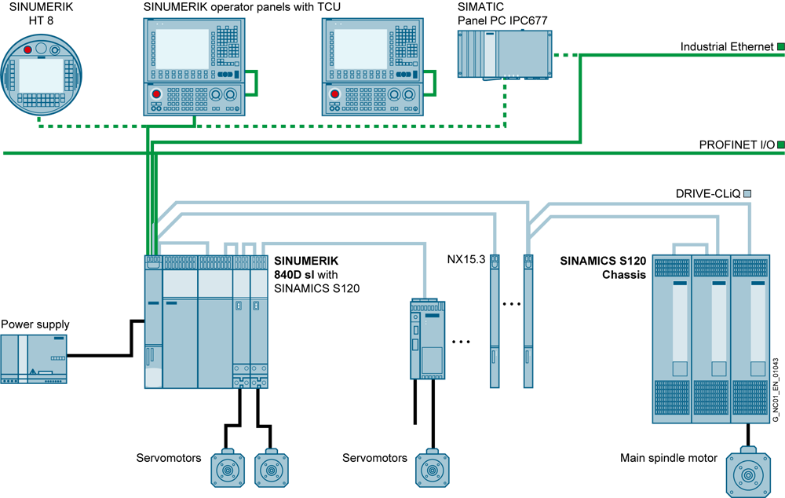 SINUMERIK
HT 8
SINUMERIK operator panels with TCU
SIMATIC
Panel PC IPC677
Industrial Ethernet
PROFINET I/O
DRIVE-CLiQ
SINUMERIK
840D sl with
SINAMICS S120
NX15.3
SINAMICS S120
Chassis
Power supply
Servomotors
Servomotors
Main spindle motor
G_NC01_EN_01043